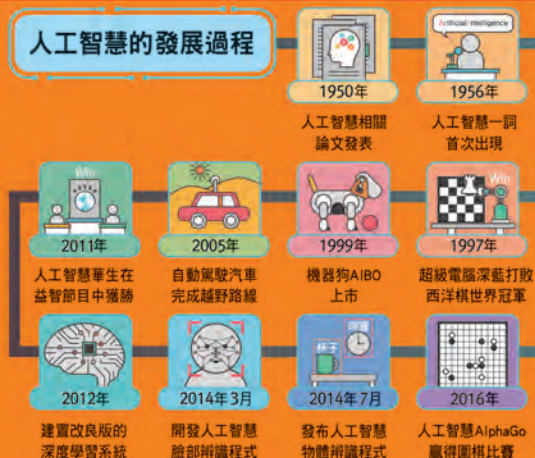 人工智慧的發展過程
Artificial Intelligence
1950年
人工智慧相關
論文發表
1956年
人工智慧一詞
首次出現
Win
1997年
超級電腦深藍打敗
西洋棋世界冠軍
1999年
機器狗AIBO
上市
2005年
自動駕駛汽車
完成越野路線
Win
2011年
人工智慧華生在
益智節目中獲勝
2012年
建置改良版的
深度學習系統
2014年3月
開發人工智慧
臉部辨識程式
杯子
2014年7月
發布人工智慧
物體辨識程式
2016年
人工智慧AlphaGo
贏得圍棋比賽